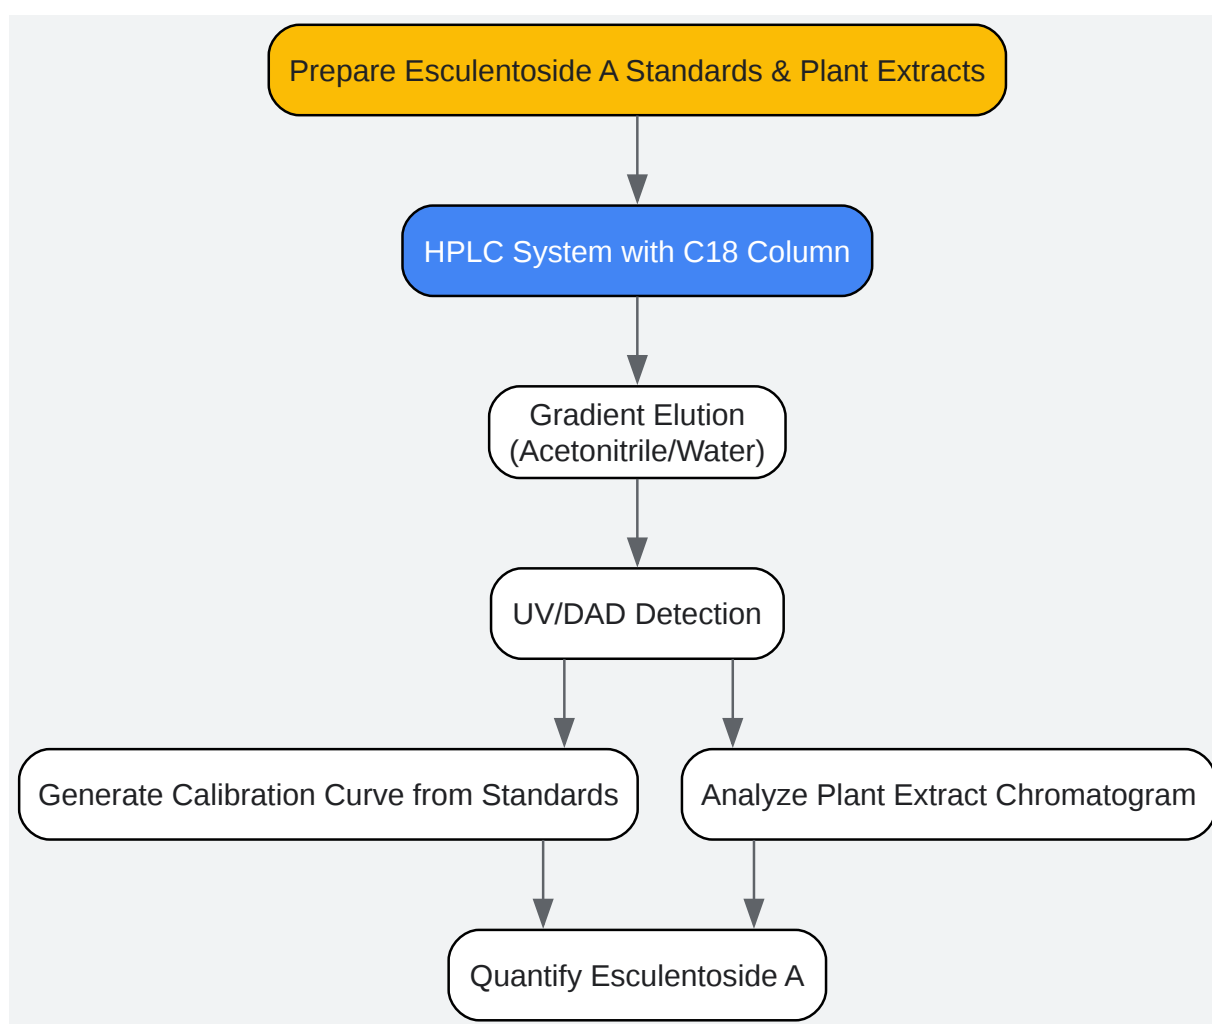 Prepare Esculentoside A Standards & Plant Extracts
HPLC System with C18 Column
Gradient Elution
(Acetonitrile/Water)
UV/DAD Detection
Generate Calibration Curve from Standards
Analyze Plant Extract Chromatogram
Quantify Esculentoside A